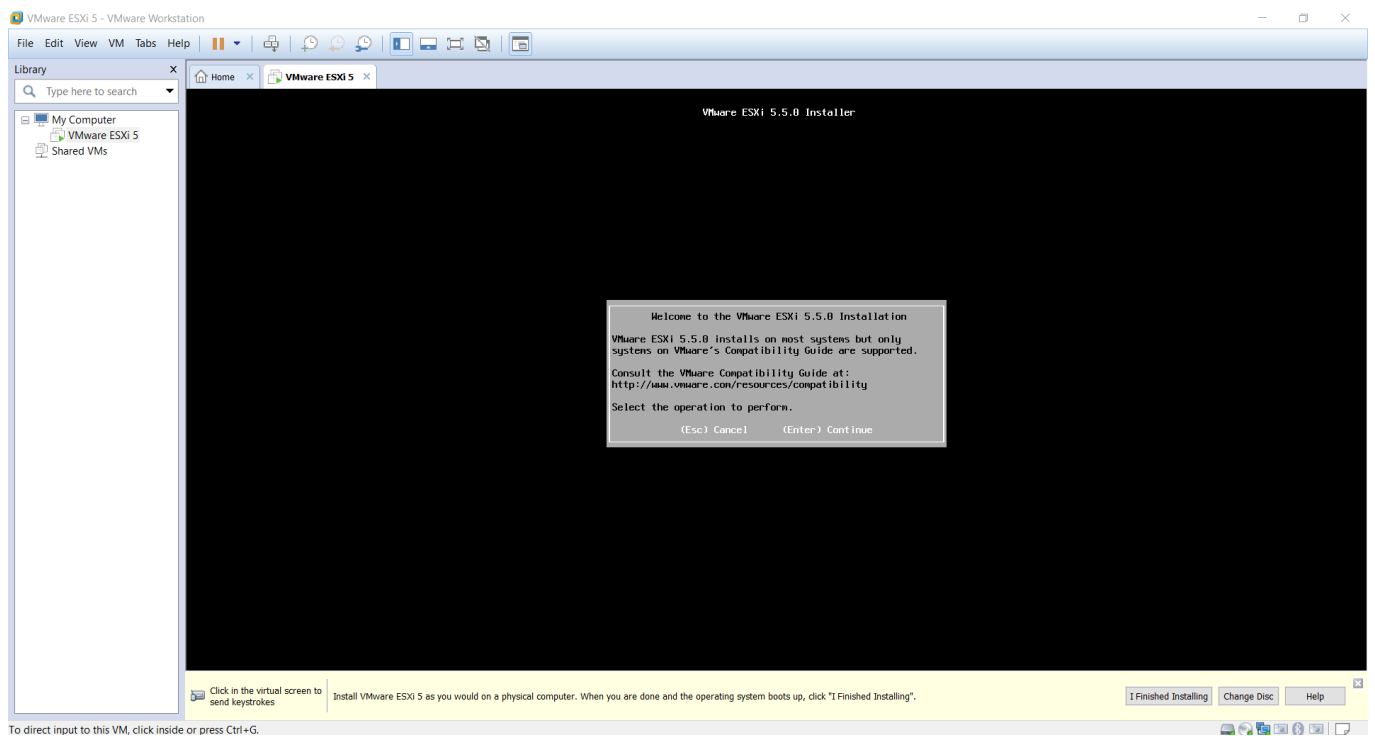 VMware ESXi 5 - VMware Workstation
File Edit View VM Tabs Help
Library x
Home × VMware ESXi 5 ×
Type here to search
My Computer
VMware ESXi 5
Shared VMs
VMware ESXi 5.5.0 Installer
Welcome to the VMware ESXi 5.5.0 Installation
VMware ESXi 5.5.0 installs on most systems but only
systems on VMware's Compatibility Guide are supported.
Consult the VMware Compatibility Guide at:
http://www.vmware.com/resources/compatibility
Select the operation to perform.
(Esc) Cancel (Enter) Continue
Click in the virtual screen to
send keystrokes
Install VMware ESXi 5 as you would on a physical computer. When you are done and the operating system boots up, click "I Finished Installing".
I Finished Installing Change Disc Help
To direct input to this VM, click inside or press Ctrl+G.